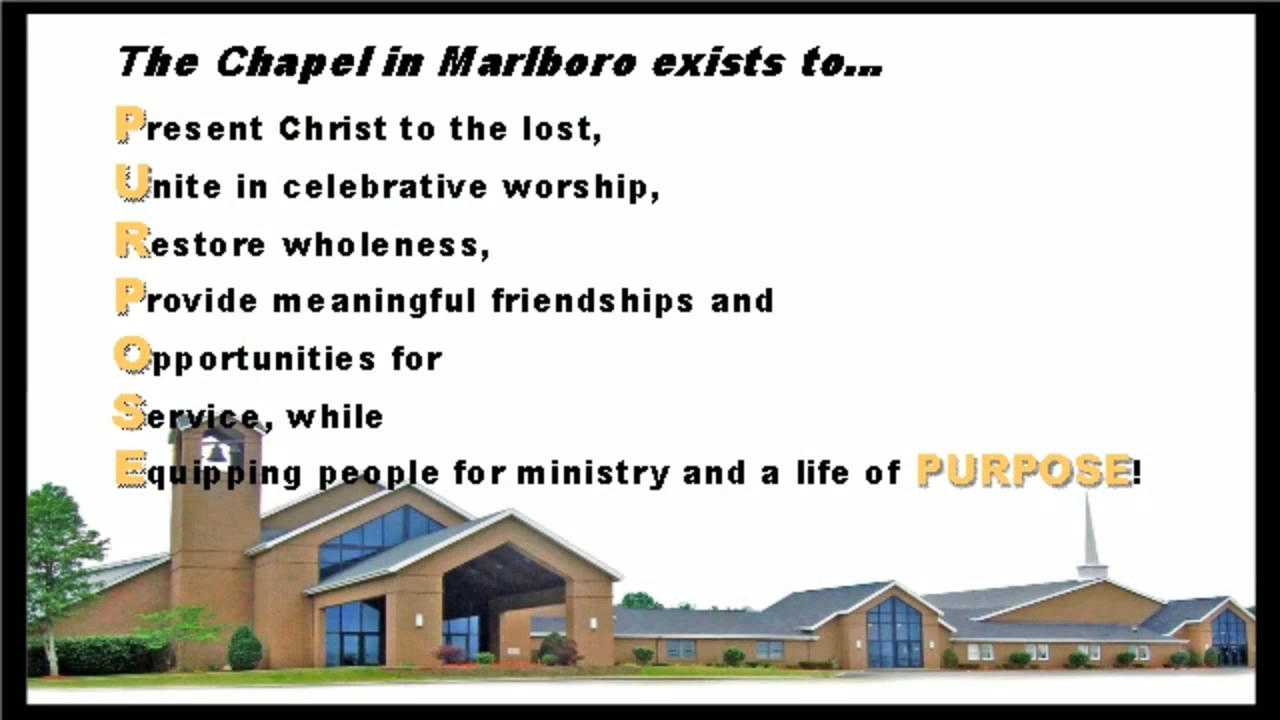 The Chapel in Marlboro exists to...
Present Christ to the lost,
Unite in celebrative worship,
Restore wholeness,
Provide meaningful friendships and
Opportunities for
Service, while
Equipping people for ministry and a life of PURPOSE!